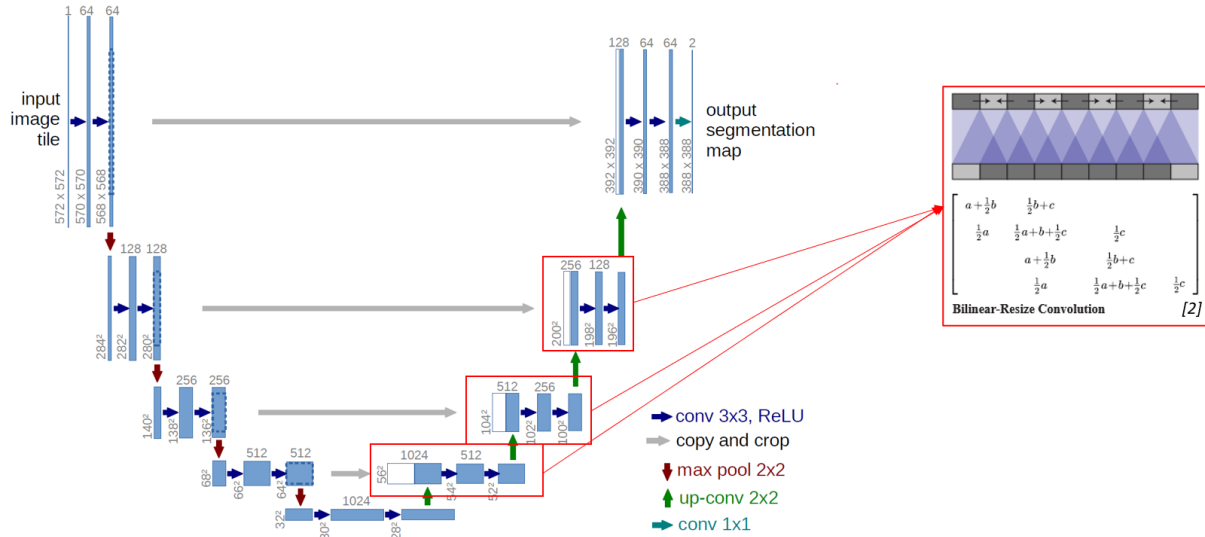 1 64 64
input
image
tile
572 x 572
570 x 570
568 x 568
128 64 64 2
output
segmentation
map
392 x 392
390 x 390
388 x 388
388 x 388
128 128
284²
282²
280²
256 128
200²
198²
196²
256 256
140²
138²
136²
512 256
104²
102²
100²
512 512
68²
66²
64²
1024 512
56²
54²
52²
1024
32²
30²
28²
conv 3x3, ReLU
copy and crop
max pool 2x2
up-conv 2x2
conv 1x1
a+½b ½b+c
½a ½a+b+½c ½c
a+½b ½b+c
½a ½a+b+½c ½c
Bilinear-Resize Convolution [2]